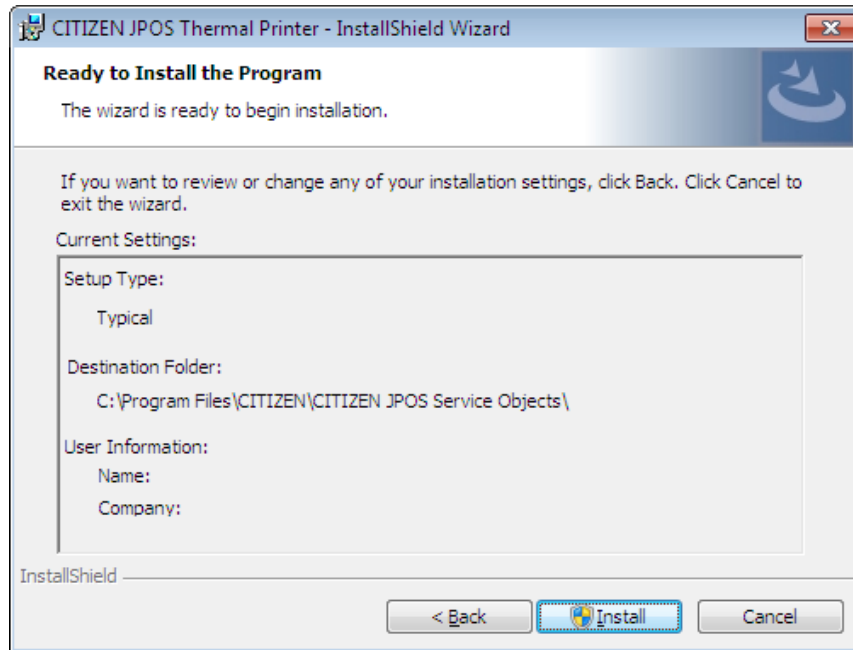 CITIZEN JPOS Thermal Printer - InstallShield Wizard
Ready to Install the Program
The wizard is ready to begin installation.
If you want to review or change any of your installation settings, click Back. Click Cancel to
exit the wizard.
Current Settings:
Setup Type:
Typical
Destination Folder:
C:\Program Files\CITIZEN\CITIZEN JPOS Service Objects\
User Information:
Name:
Company:
InstallShield
< Back
Install
Cancel